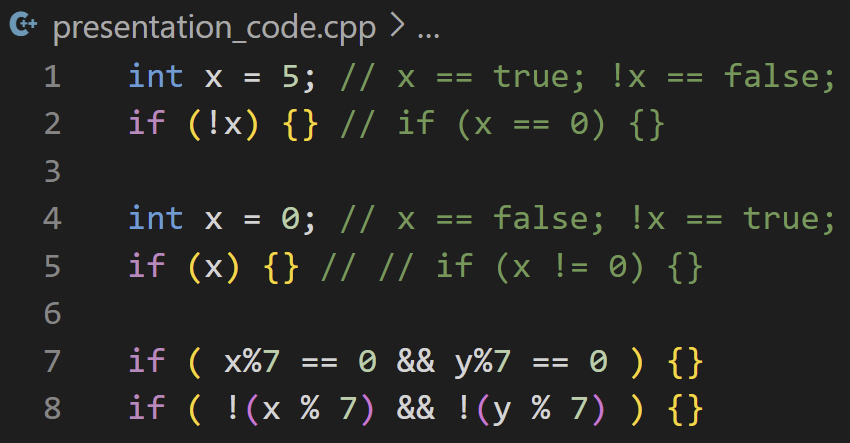 presentation_code.cpp > ...
1 int x = 5; // x == true; !x == false;
2 if (!x) {} // if (x == 0) {}
3
4 int x = 0; // x == false; !x == true;
5 if (x) {} // // if (x != 0) {}
6
7 if ( x%7 == 0 && y%7 == 0 ) {}
8 if ( !(x % 7) && !(y % 7) ) {}